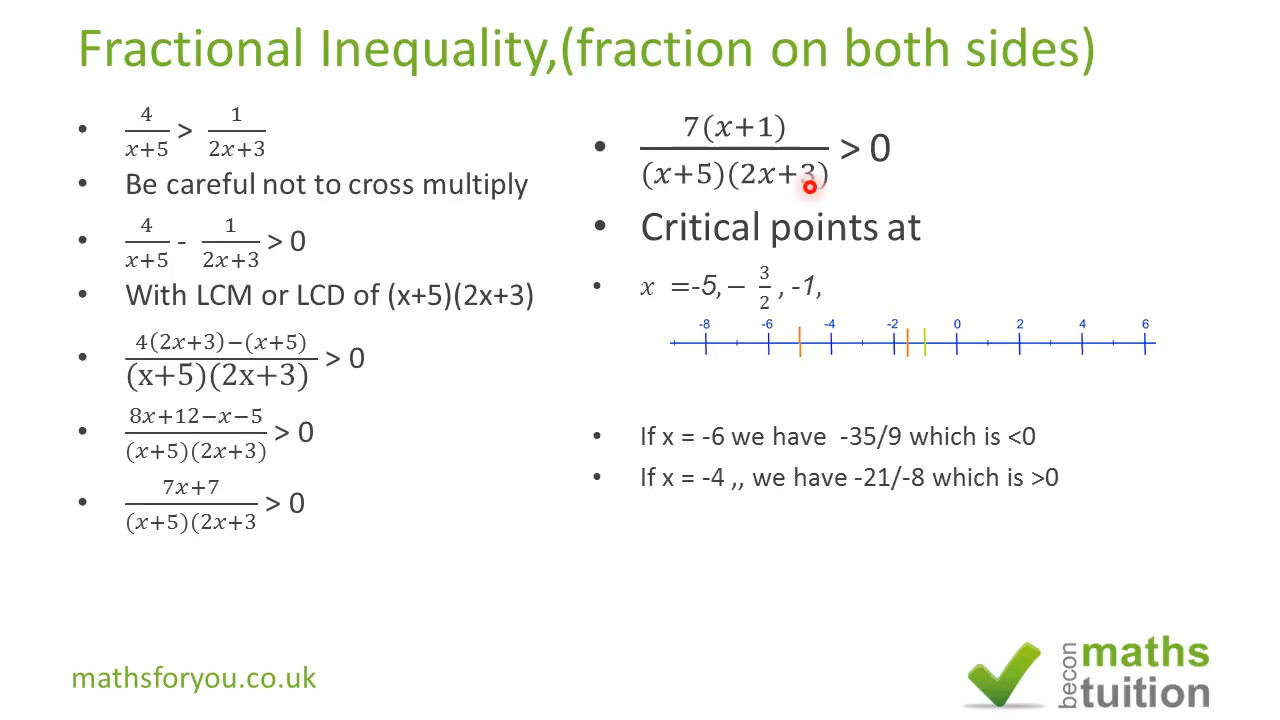 Fractional Inequality,(fraction on both sides)
• 4/(x+5) > 1/(2x+3)
• Be careful not to cross multiply
• 4/(x+5) - 1/(2x+3) > 0
• With LCM or LCD of (x+5)(2x+3)
• 4(2x+3)−(x+5) / (x+5)(2x+3) > 0
• 8x+12−x−5 / (x+5)(2x+3) > 0
• 7x+7 / (x+5)(2x+3 > 0
• 7(x+1) / (x+5)(2x+3) > 0
• Critical points at
• x =-5, − 3/2 , -1,
-8 -6 -4 -2 0 2 4 6
• If x = -6 we have -35/9 which is <0
• If x = -4 ,, we have -21/-8 which is >0
mathsforyou.co.uk
becon
maths
tuition